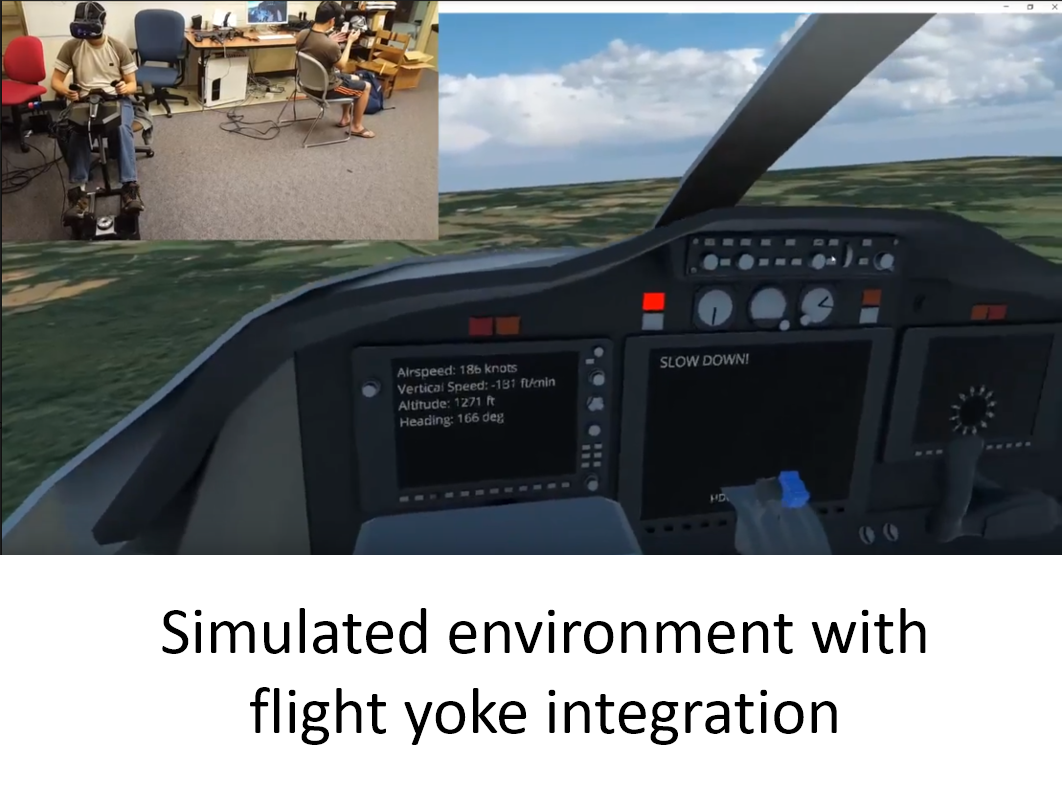 Airspeed: 186 knots
Vertical Speed: -181 ft/min
Altitude: 1271 ft
Heading: 166 deg
SLOW DOWN!
Simulated environment with
flight yoke integration